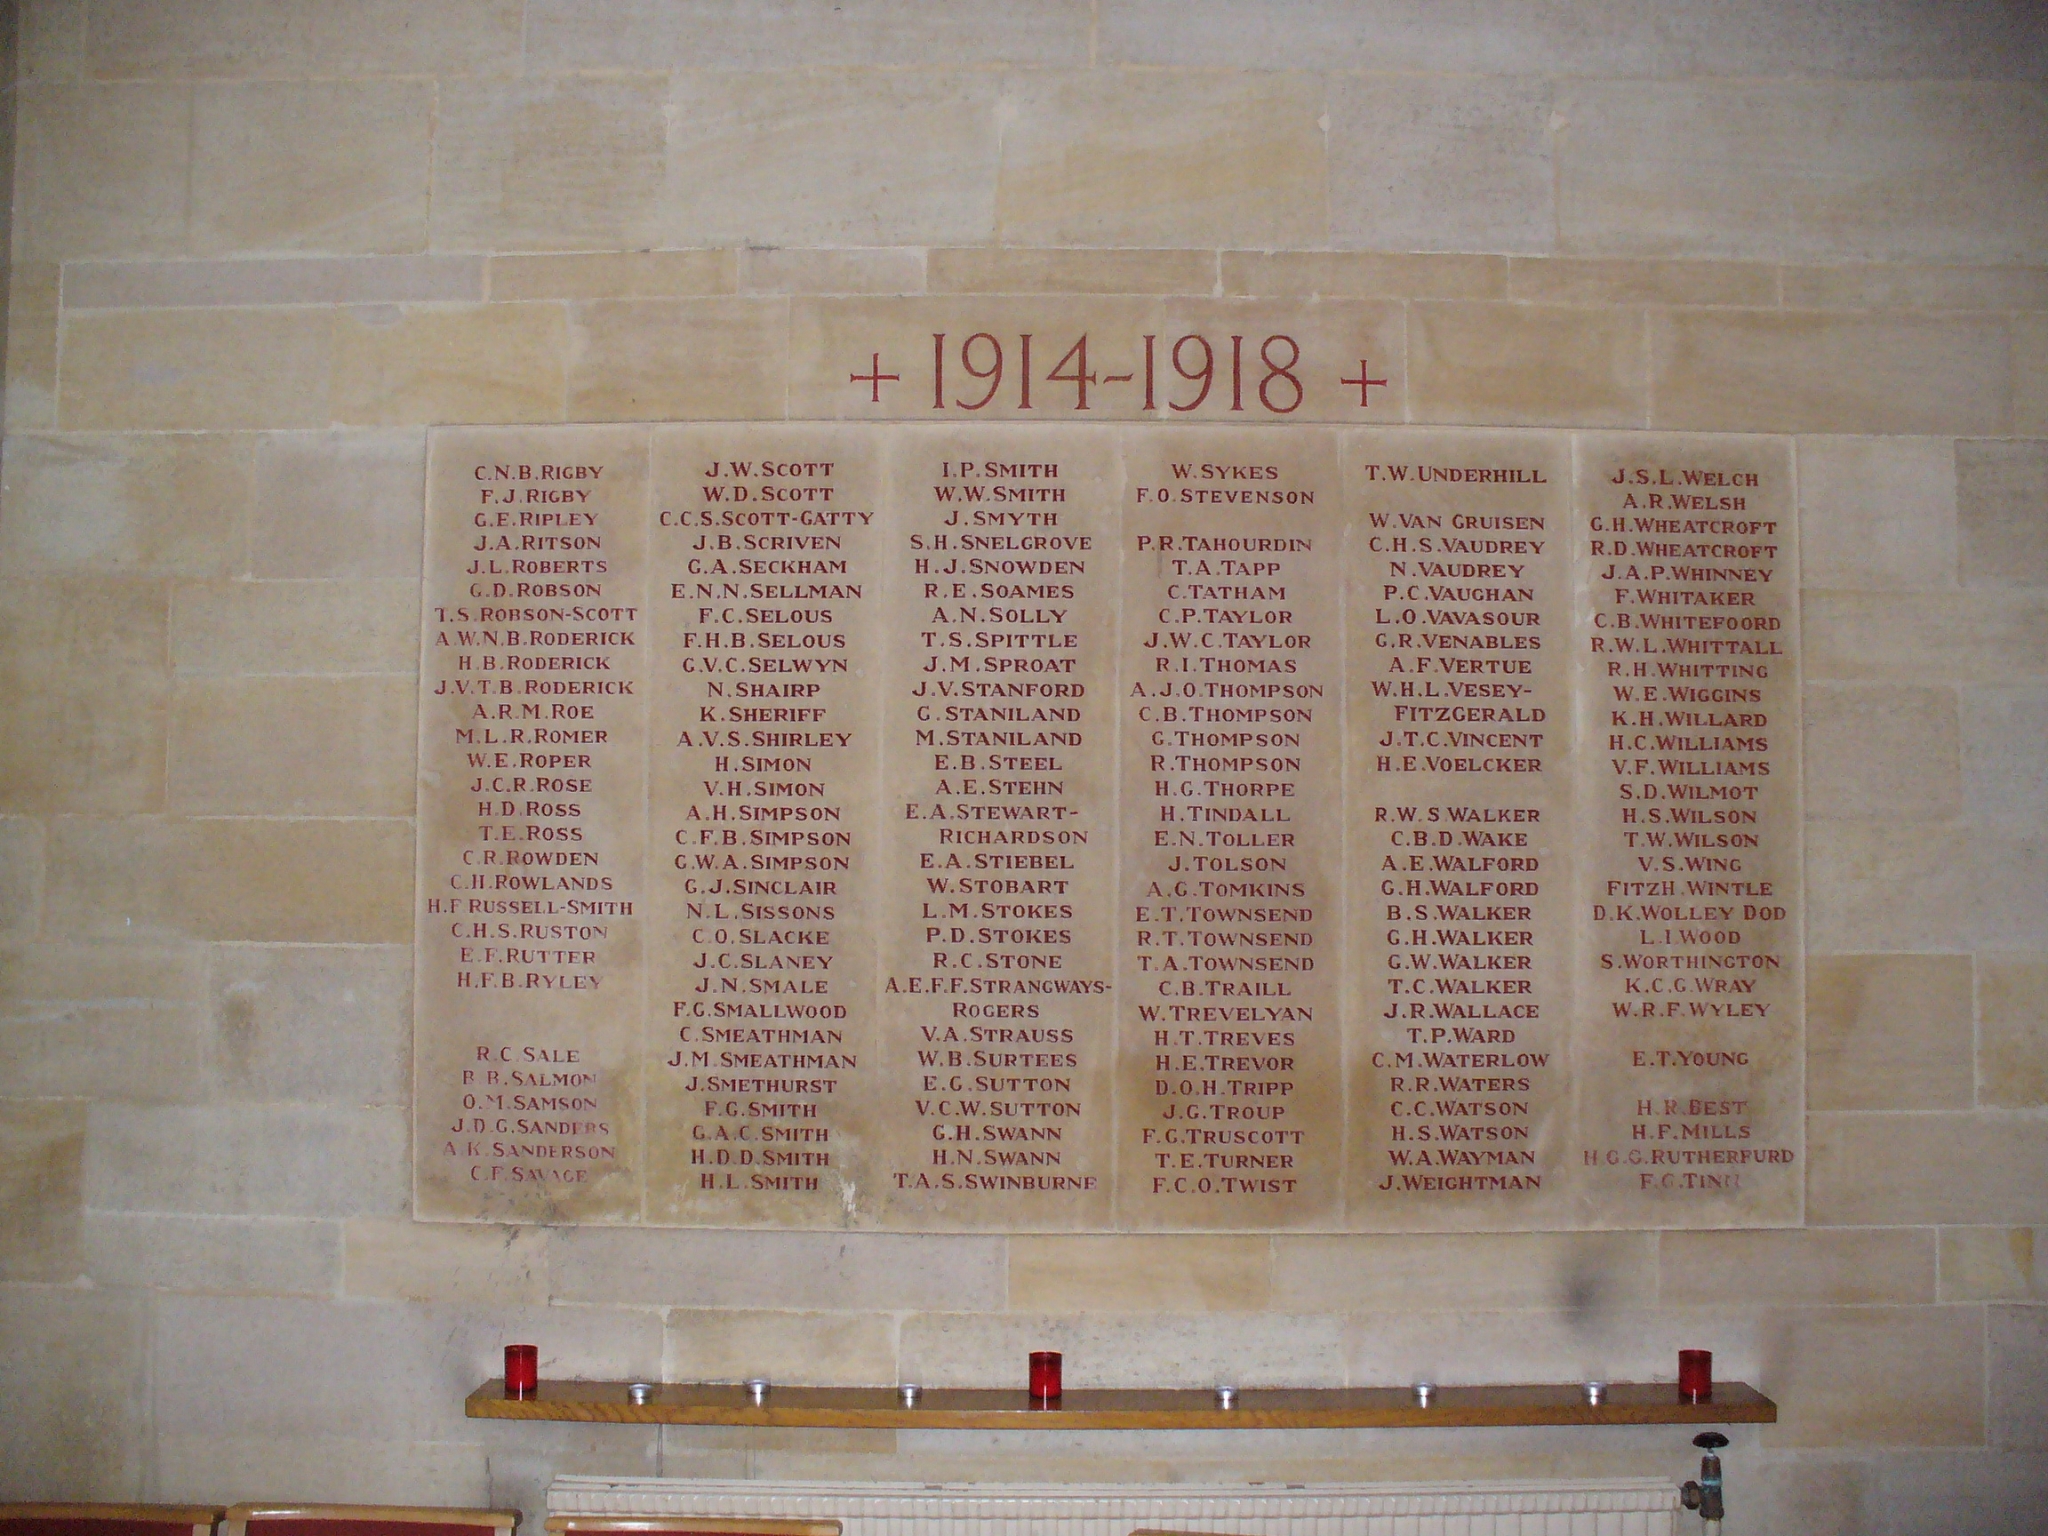 + 1914-1918 +
C.N.B.RIGBY
F.J.RIGBY
G.E.RIPLEY
J.A.RITSON
J.L.ROBERTS
G.D.ROBSON
T.S.ROBSON-SCOTT
A.W.N.B.RODERICK
H.B.RODERICK
J.V.T.B.RODERICK
A.R.M.ROE
M.L.R.ROMER
W.E.ROPER
J.C.R.ROSE
H.D.ROSS
T.E.ROSS
C.R.ROWDEN
C.H.ROWLANDS
H.F.RUSSELL-SMITH
C.H.S.RUSTON
E.F.RUTTER
H.F.B.RYLEY
R.C.SALE
B.B.SALMON
O.M.SAMSON
J.D.G.SANDERS
A.K.SANDERSON
C.F.SAVAGE
J.W.SCOTT
W.D.SCOTT
C.C.S.SCOTT-GATTY
J.B.SCRIVEN
G.A.SECKHAM
E.N.N.SELLMAN
F.C.SELOUS
F.H.B.SELOUS
G.V.C.SELWYN
N.SHAIRP
K.SHERIFF
A.V.S.SHIRLEY
H.SIMON
V.H.SIMON
A.H.SIMPSON
C.F.B.SIMPSON
G.W.A.SIMPSON
G.J.SINCLAIR
N.L.SISSONS
C.O.SLACKE
J.C.SLANEY
J.N.SMALE
F.G.SMALLWOOD
C.SMEATHMAN
J.M.SMEATHMAN
J.SMETHURST
F.G.SMITH
G.A.C.SMITH
H.D.D.SMITH
H.L.SMITH
I.P.SMITH
W.W.SMITH
J.SMYTH
S.H.SNELGROVE
H.J.SNOWDEN
R.E.SOAMES
A.N.SOLLY
T.S.SPITTLE
J.M.SPROAT
J.V.STANFORD
G.STANILAND
M.STANILAND
E.B.STEEL
A.E.STEHN
E.A.STEWART-
RICHARDSON
E.A.STIEBEL
W.STOBART
L.M.STOKES
P.D.STOKES
R.C.STONE
A.E.F.F.STRANGWAYS-
ROGERS
V.A.STRAUSS
W.B.SURTEES
E.G.SUTTON
V.C.W.SUTTON
G.H.SWANN
H.N.SWANN
T.A.S.SWINBURNE
W.SYKES
F.O.STEVENSON
P.R.TAHOURDIN
T.A.TAPP
C.TATHAM
C.P.TAYLOR
J.W.C.TAYLOR
R.I.THOMAS
A.J.O.THOMPSON
C.B.THOMPSON
G.THOMPSON
R.THOMPSON
H.G.THORPE
H.TINDALL
E.N.TOLLER
J.TOLSON
A.G.TOMKINS
E.T.TOWNSEND
R.T.TOWNSEND
T.A.TOWNSEND
C.B.TRAILL
W.TREVELYAN
H.T.TREVES
H.E.TREVOR
D.O.H.TRIPP
J.G.TROUP
F.G.TRUSCOTT
T.E.TURNER
F.C.O.TWIST
T.W.UNDERHILL
W.VAN GRUISEN
C.H.S.VAUDREY
N.VAUDREY
P.C.VAUGHAN
L.O.VAVASOUR
G.R.VENABLES
A.F.VERTUE
W.H.L.VESEY-
FITZGERALD
J.T.C.VINCENT
H.E.VOELCKER
R.W.S.WALKER
C.B.D.WAKE
A.E.WALFORD
G.H.WALFORD
B.S.WALKER
G.H.WALKER
G.W.WALKER
T.C.WALKER
J.R.WALLACE
T.P.WARD
C.M.WATERLOW
R.R.WATERS
C.C.WATSON
H.S.WATSON
W.A.WAYMAN
J.WEIGHTMAN
J.S.L.WELCH
A.R.WELSH
G.H.WHEATCROFT
R.D.WHEATCROFT
J.A.P.WHINNEY
F.WHITAKER
C.B.WHITEFOORD
R.W.L.WHITTALL
R.H.WHITTING
W.E.WIGGINS
K.H.WILLARD
H.C.WILLIAMS
V.F.WILLIAMS
S.D.WILMOT
H.S.WILSON
T.W.WILSON
V.S.WING
FITZH.WINTLE
D.K.WOLLEY DOD
L.I.WOOD
S.WORTHINGTON
K.C.G.WRAY
W.R.F.WYLEY
E.T.YOUNG
H.R.BEST
H.F.MILLS
H.G.G.RUTHERFURD